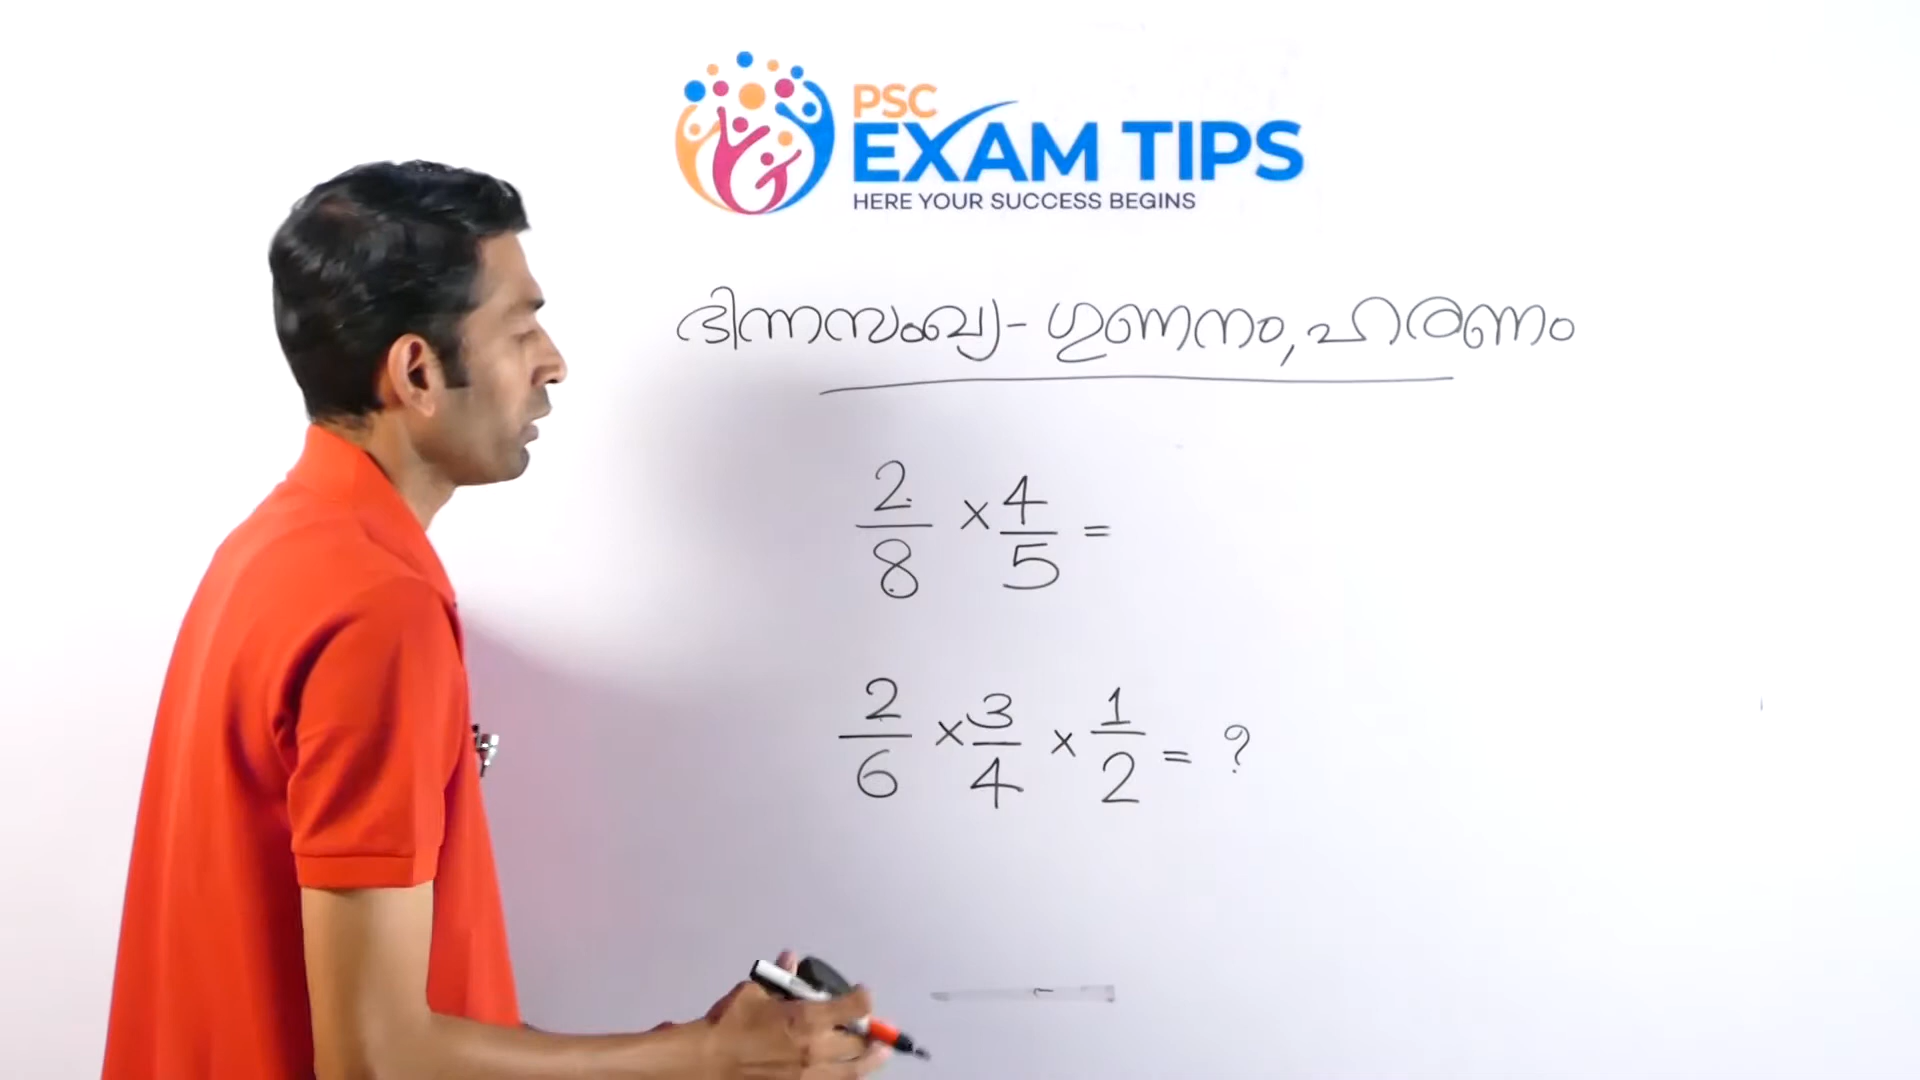 PSC
EXAM TIPS
HERE YOUR SUCCESS BEGINS
ഭിന്നസംഖ്യ - ഗുണനം, ഹരണം
2/8 × 4/5 =
2/6 × 3/4 × 1/2 = ?